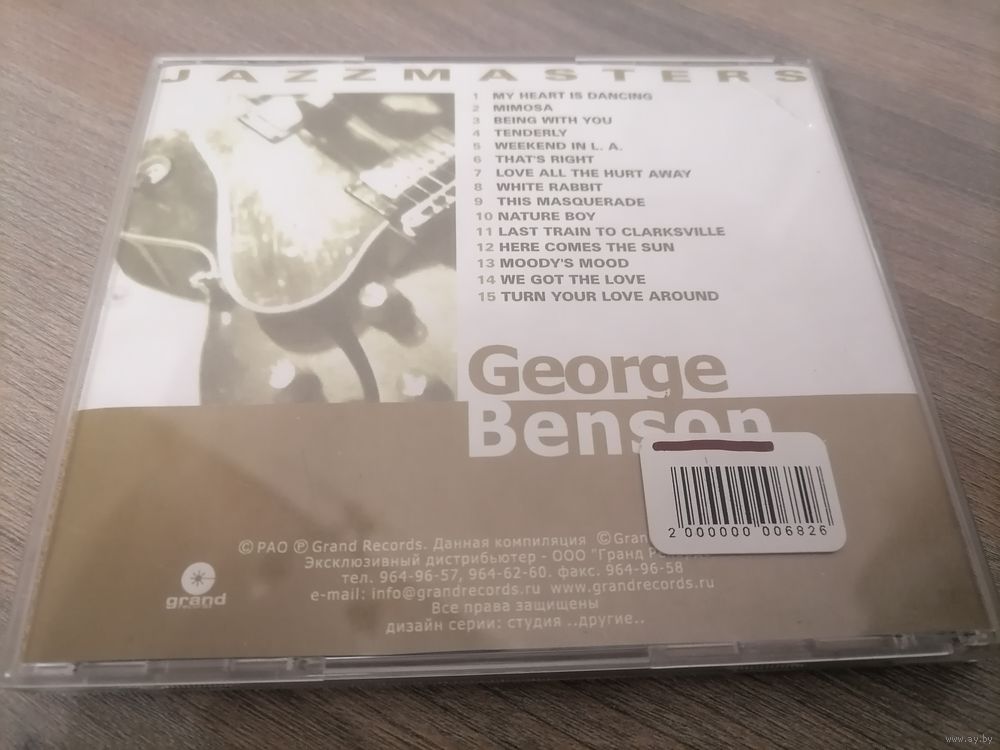 JAZZMASTERS
1 MY HEART IS DANCING
2 MIMOSA
3 BEING WITH YOU
4 TENDERLY
5 WEEKEND IN L. A.
6 THAT'S RIGHT
7 LOVE ALL THE HURT AWAY
8 WHITE RABBIT
9 THIS MASQUERADE
10 NATURE BOY
11 LAST TRAIN TO CLARKSVILLE
12 HERE COMES THE SUN
13 MOODY'S MOOD
14 WE GOT THE LOVE
15 TURN YOUR LOVE AROUND
George
Benson
2 000000 006826
© РАО ℗ Grand Records. Данная компиляция © Grand
Эксклюзивный дистрибьютер - ООО "Гранд
тел. 964-96-57, 964-62-60. факс. 964-96-58
e-mail: info@grandrecords.ru www.grandrecords.ru
Все права защищены
дизайн серии: студия ..другие..
grand
www.ay.by